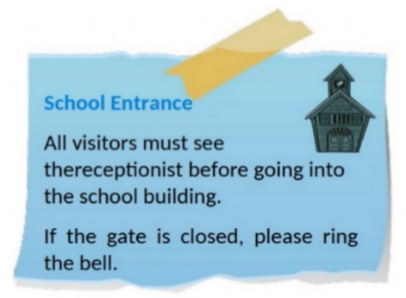 School Entrance
All visitors must see
thereceptionist before going into
the school building.
If the gate is closed, please ring
the bell.